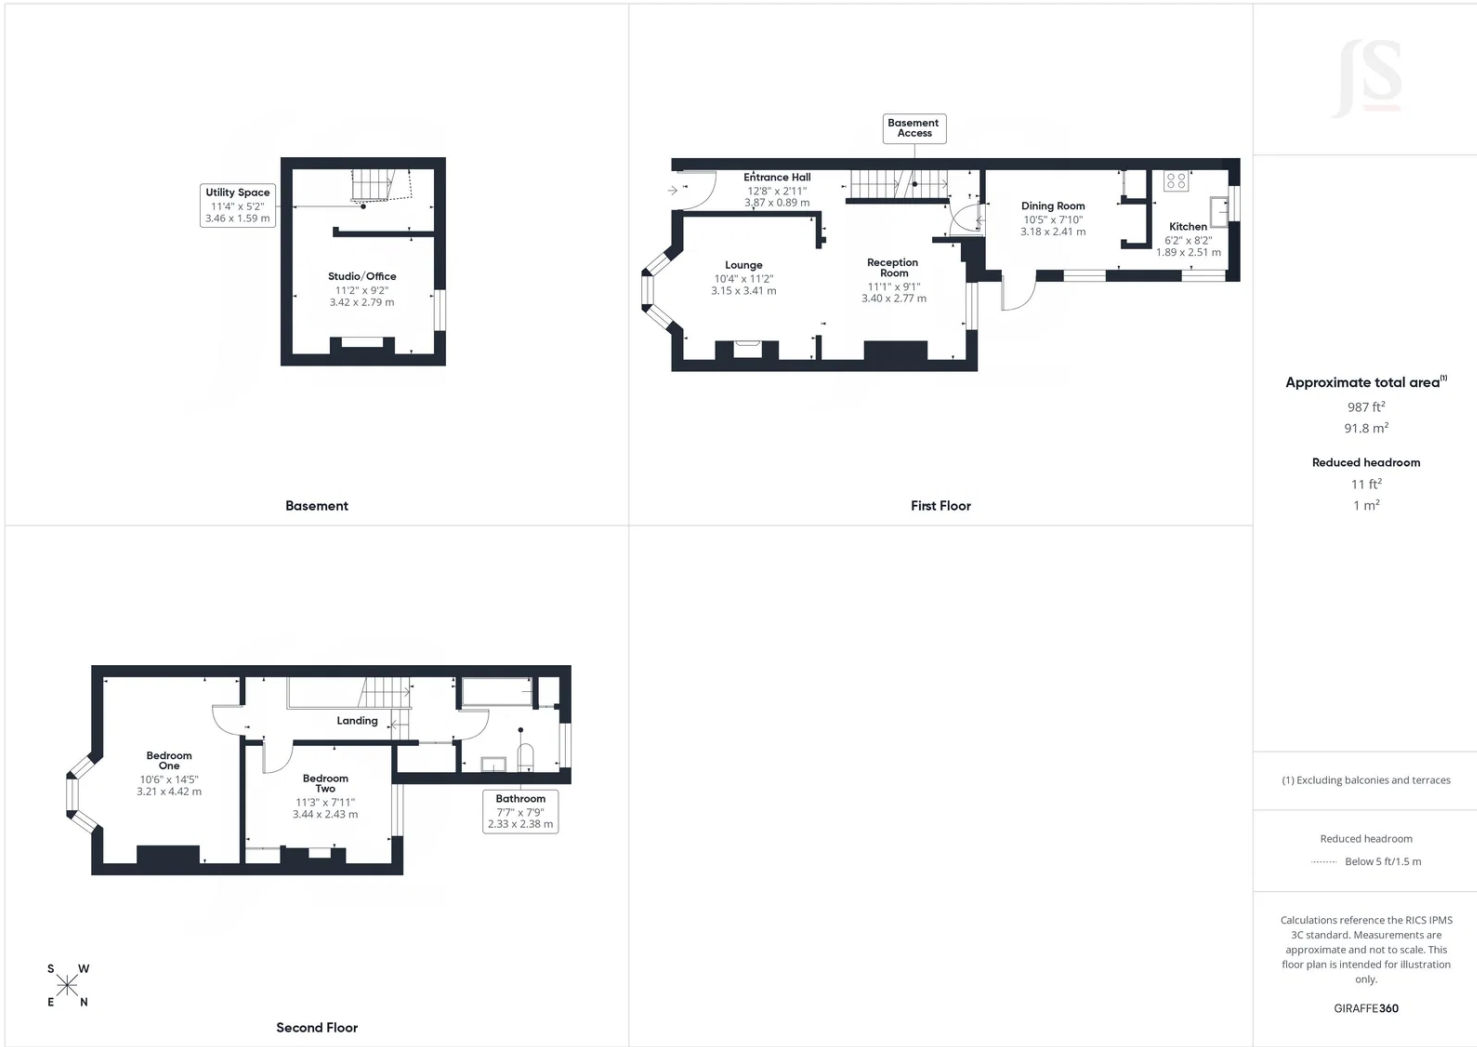 JS
Basement
Access
Utility Space
11'4" x 5'2"
3.46 x 1.59 m
Studio/Office
11'2" x 9'2"
3.42 x 2.79 m
Basement
Entrance Hall
12'8" x 2'11"
3.87 x 0.89 m
Lounge
10'4" x 11'2"
3.15 x 3.41 m
Reception
Room
11'1" x 9'1"
3.40 x 2.77 m
Dining Room
10'5" x 7'10"
3.18 x 2.41 m
Kitchen
6'2" x 8'2"
1.89 x 2.51 m
First Floor
Approximate total area(1)
987 ft²
91.8 m²
Reduced headroom
11 ft²
1 m²
Bedroom
One
10'6" x 14'5"
3.21 x 4.42 m
Landing
Bedroom
Two
11'3" x 7'11"
3.44 x 2.43 m
Bathroom
7'7" x 7'9"
2.33 x 2.38 m
S W
E N
Second Floor
(1) Excluding balconies and terraces
Reduced headroom
Below 5 ft/1.5 m
Calculations reference the RICS IPMS
3C standard. Measurements are
approximate and not to scale. This
floor plan is intended for illustration
only.
GIRAFFE360